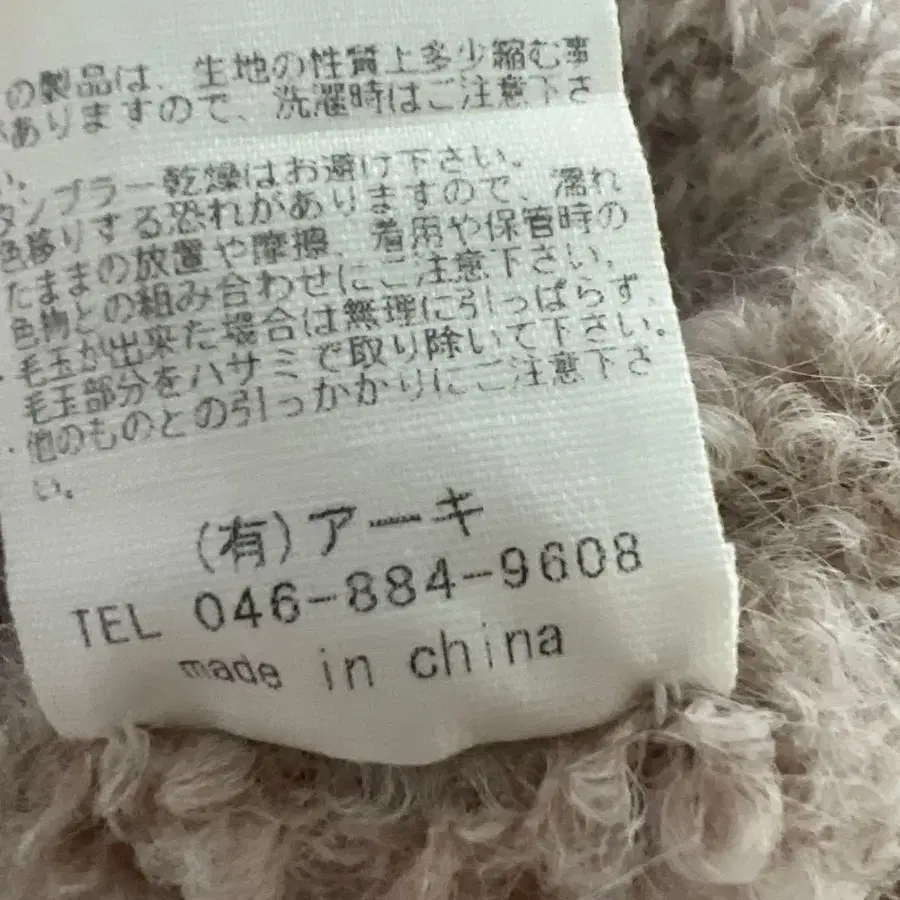 の製品は、生地の性質上多少縮む事
がありますので、洗濯時はご注意下さ
い。
タンブラー乾燥はお避け下さい。
色移りする恐れがありますので、濡れ
たままの放置や摩擦、着用や保管時の
色物との組み合わせにご注意下さい。
・毛玉が出来た場合は無理に引っぱらず、
毛玉部分をハサミで取り除いて下さい。
・他のものとの引っかかりにご注意下さ
い。
(有)アーキ
TEL 046-884-9608
made in china